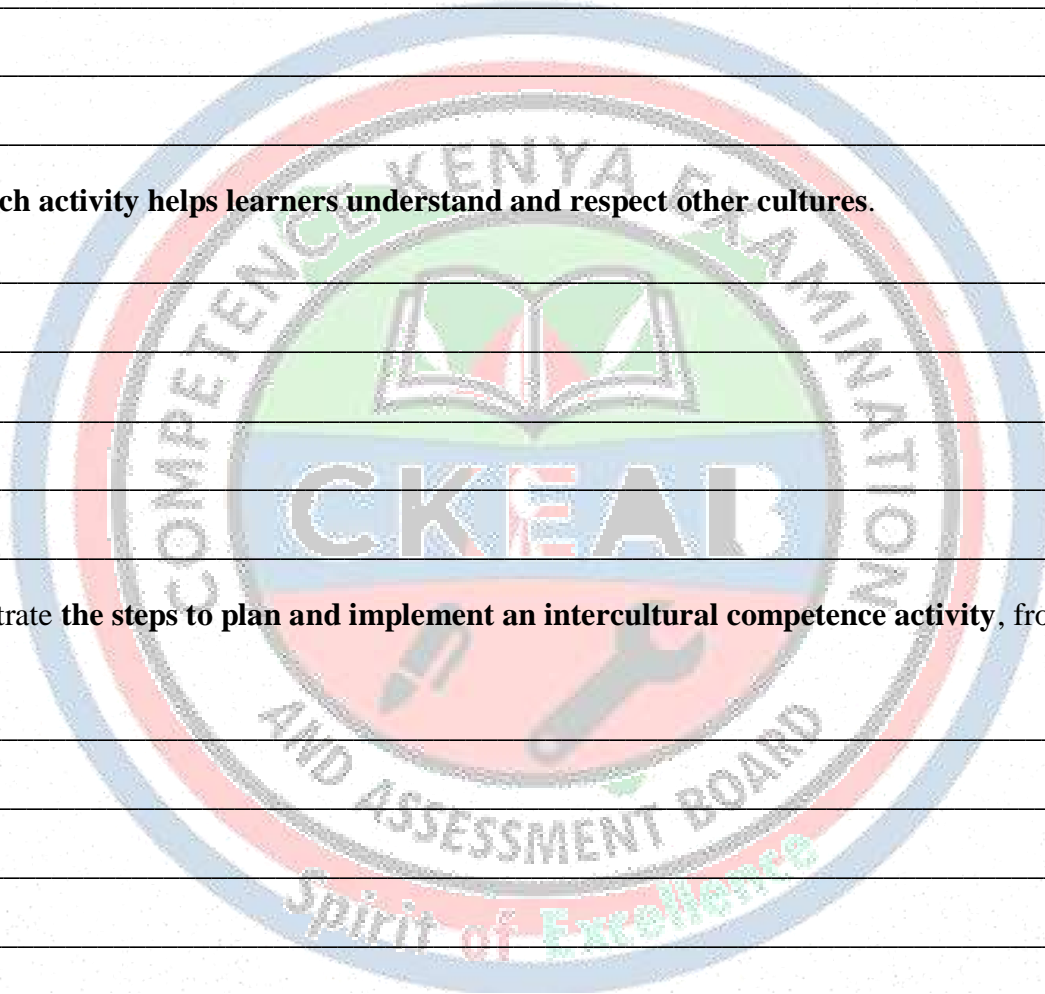 ch activity helps learners understand and respect other cultures.
trate the steps to plan and implement an intercultural competence activity, fro
COMPETENCE KENYA EXAMINATION
CKEAB
AND ASSESSMENT BOARD
Spirit of Excellence